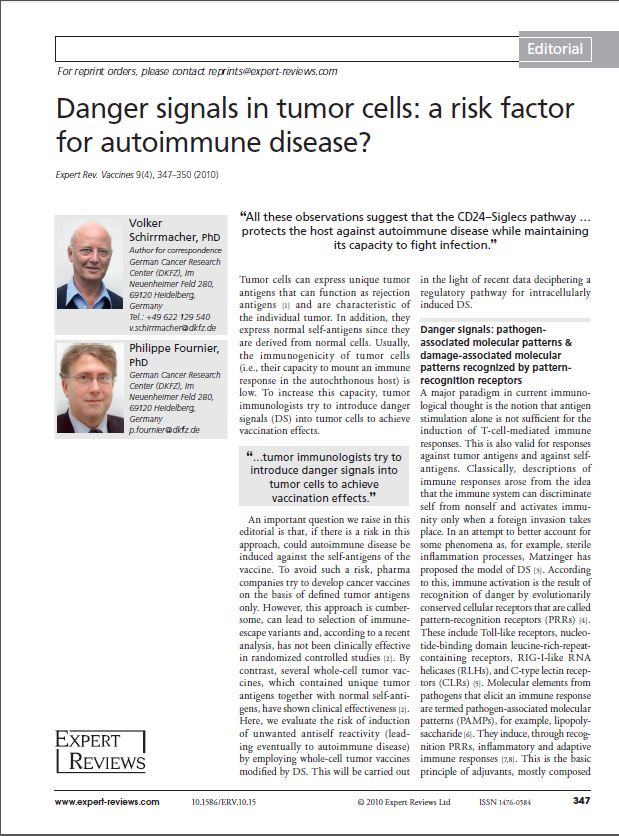 Editorial
For reprint orders, please contact reprints@expert-reviews.com
Danger signals in tumor cells: a risk factor
for autoimmune disease?
Expert Rev. Vaccines 9(4), 347–350 (2010)
Volker
Schirrmacher, PhD
Author for correspondence
German Cancer Research
Center (DKFZ), Im
Neuenheimer Feld 280,
69120 Heidelberg,
Germany
Tel.: +49 622 129 540
v.schirrmacher@dkfz.de
Philippe Fournier,
PhD
German Cancer Research
Center (DKFZ), Im
Neuenheimer Feld 280,
69120 Heidelberg,
Germany
p.fournier@dkfz.de
“All these observations suggest that the CD24–Siglecs pathway …
protects the host against autoimmune disease while maintaining
its capacity to fight infection.”
Tumor cells can express unique tumor
antigens that can function as rejection
antigens [1] and are characteristic of
the individual tumor. In addition, they
express normal self-antigens since they
are derived from normal cells. Usually,
the immunogenicity of tumor cells
(i.e., their capacity to mount an immune
response in the autochthonous host) is
low. To increase this capacity, tumor
immunologists try to introduce danger
signals (DS) into tumor cells to achieve
vaccination effects.
“…tumor immunologists try to
introduce danger signals into
tumor cells to achieve
vaccination effects.”
An important question we raise in this
editorial is that, if there is a risk in this
approach, could autoimmune disease be
induced against the self-antigens of the
vaccine. To avoid such a risk, pharma
companies try to develop cancer vaccines
on the basis of defined tumor antigens
only. However, this approach is cumber-
some, can lead to selection of immune-
escape variants and, according to a recent
analysis, has not been clinically effective
in randomized controlled studies [2]. By
contrast, several whole-cell tumor vac-
cines, which contained unique tumor
antigens together with normal self-anti-
gens, have shown clinical effectiveness [2].
Here, we evaluate the risk of induction
of unwanted antiself reactivity (lead-
ing eventually to autoimmune disease)
by employing whole-cell tumor vaccines
modified by DS. This will be carried out
in the light of recent data deciphering a
regulatory pathway for intracellularly
induced DS.
Danger signals: pathogen-
associated molecular patterns &
damage-associated molecular
patterns recognized by pattern-
recognition receptors
A major paradigm in current immuno-
logical thought is the notion that antigen
stimulation alone is not sufficient for the
induction of T-cell-mediated immune
responses. This is also valid for responses
against tumor antigens and against self-
antigens. Classically, descriptions of
immune responses arose from the idea
that the immune system can discriminate
self from nonself and activates immu-
nity only when a foreign invasion takes
place. In an attempt to better account for
some phenomena as, for example, sterile
inflammation processes, Matzinger has
proposed the model of DS [3]. According
to this, immune activation is the result of
recognition of danger by evolutionarily
conserved cellular receptors that are called
pattern-recognition receptors (PRRs) [4].
These include Toll-like receptors, nucleo-
tide-binding domain leucine-rich-repeat-
containing receptors, RIG-I-like RNA
helicases (RLHs), and C-type lectin recep-
tors (CLRs) [5]. Molecular elements from
pathogens that elicit an immune response
are termed pathogen-associated molecular
patterns (PAMPs), for example, lipopoly-
saccharide [6]. They induce, through recog-
nition PRRs, inflammatory and adaptive
immune responses [7,8]. This is the basic
principle of adjuvants, mostly composed
EXPERT
REVIEWS
www.expert-reviews.com
10.1586/ERV.10.15
© 2010 Expert Reviews Ltd
ISSN 1476-0584
347